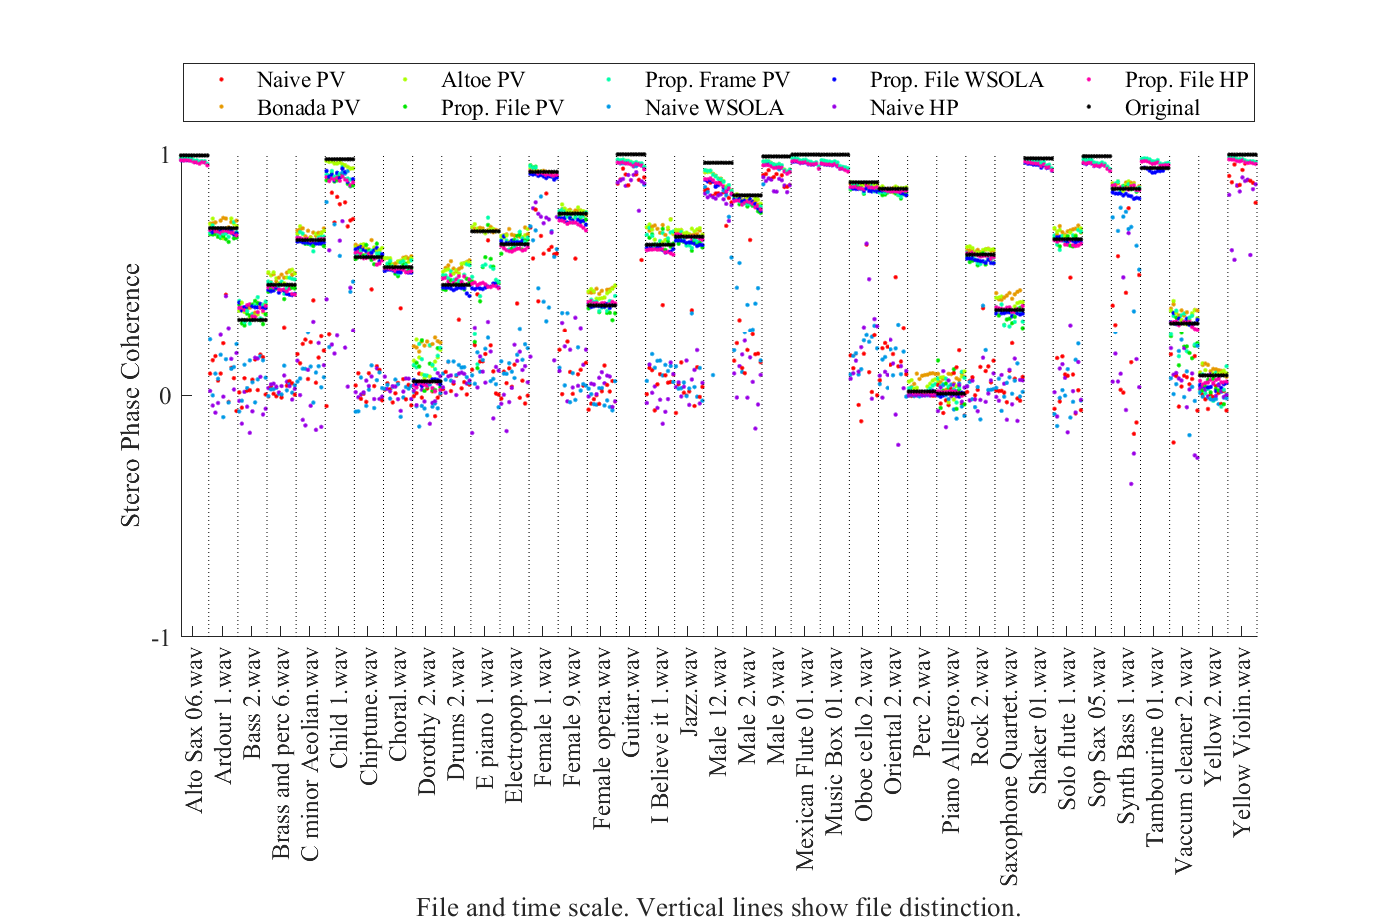 Naive PV Altoe PV Prop. Frame PV Prop. File WSOLA Prop. File HP
Bonada PV Prop. File PV Naive WSOLA Naive HP Original
1
0
-1
Stereo Phase Coherence
Alto Sax 06.wav
Ardour 1.wav
Bass 2.wav
Brass and perc 6.wav
C minor Aeolian.wav
Child 1.wav
Chiptune.wav
Choral.wav
Dorothy 2.wav
Drums 2.wav
E piano 1.wav
Electropop.wav
Female 1.wav
Female 9.wav
Female opera.wav
Guitar.wav
I Believe it 1.wav
Jazz.wav
Male 12.wav
Male 2.wav
Male 9.wav
Mexican Flute 01.wav
Music Box 01.wav
Oboe cello 2.wav
Oriental 2.wav
Perc 2.wav
Piano Allegro.wav
Rock 2.wav
Saxophone Quartet.wav
Shaker 01.wav
Solo flute 1.wav
Sop Sax 05.wav
Synth Bass 1.wav
Tambourine 01.wav
Vaccum cleaner 2.wav
Yellow 2.wav
Yellow Violin.wav
File and time scale. Vertical lines show file distinction.